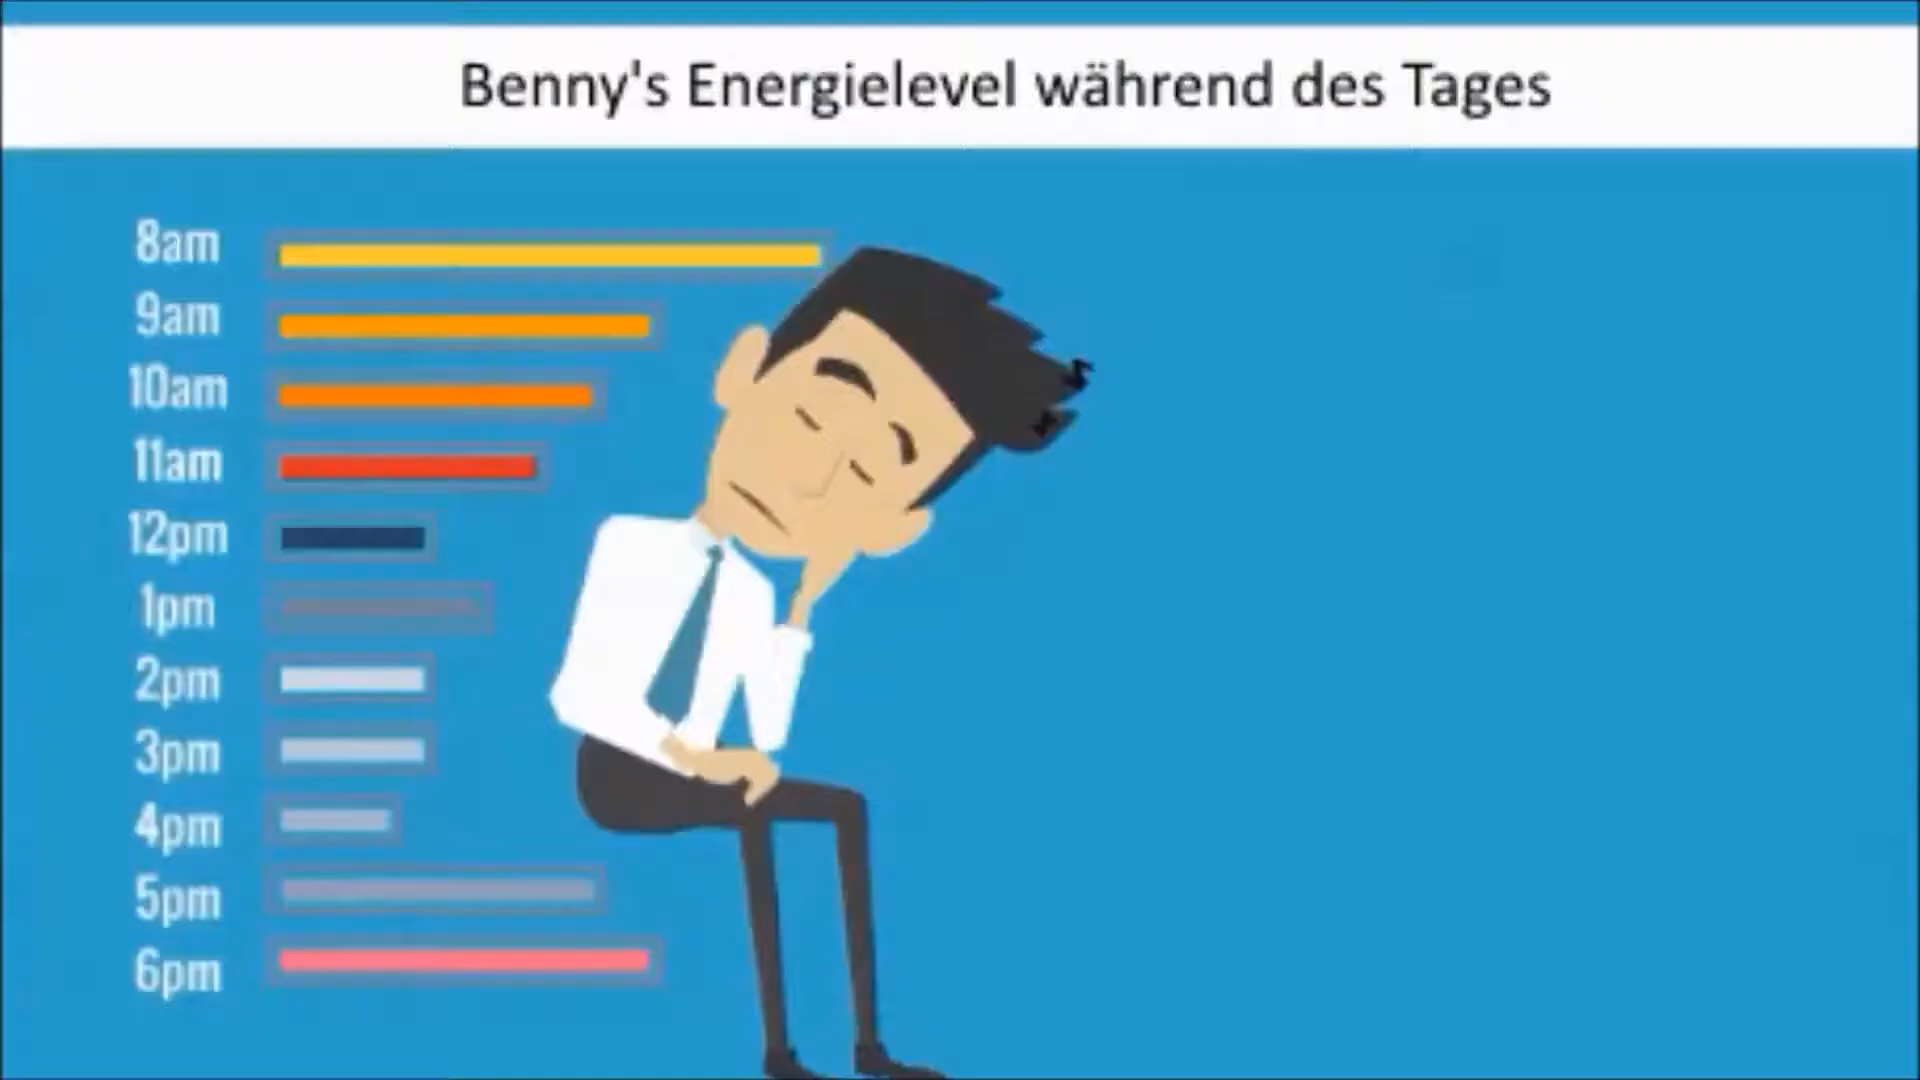 Benny's Energielevel während des Tages
8am
9am
10am
11am
12pm
1pm
2pm
3pm
4pm
5pm
6pm